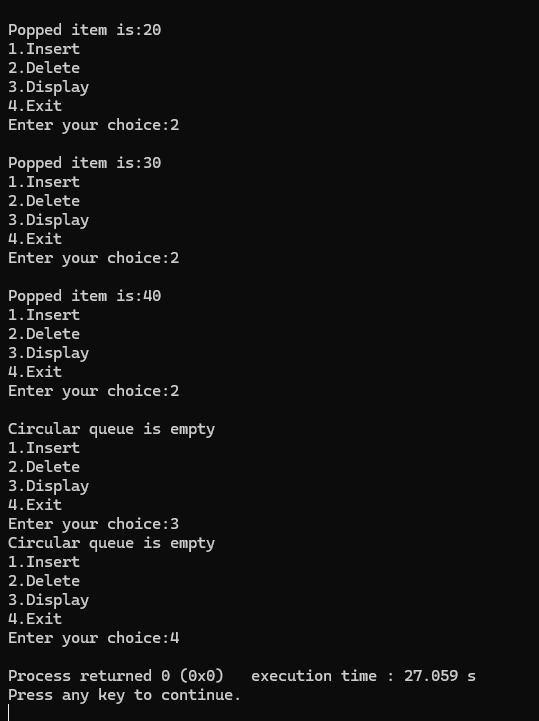 Popped item is:20
1.Insert
2.Delete
3.Display
4.Exit
Enter your choice:2
Popped item is:30
1.Insert
2.Delete
3.Display
4.Exit
Enter your choice:2
Popped item is:40
1.Insert
2.Delete
3.Display
4.Exit
Enter your choice:2
Circular queue is empty
1.Insert
2.Delete
3.Display
4.Exit
Enter your choice:3
Circular queue is empty
1.Insert
2.Delete
3.Display
4.Exit
Enter your choice:4
Process returned 0 (0x0)   execution time : 27.059 s
Press any key to continue.